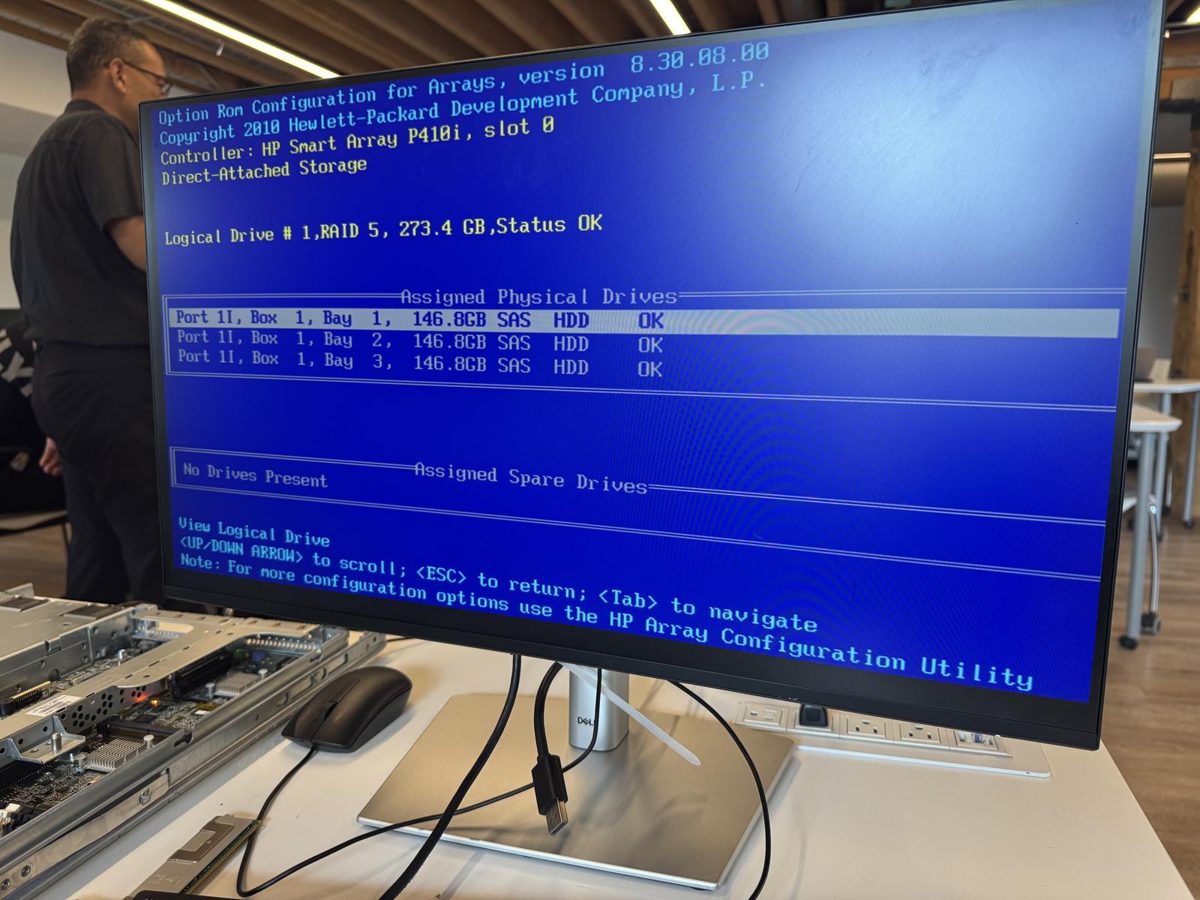 Option Rom Configuration for Arrays, version 8.30.08.00
Copyright 2010 Hewlett-Packard Development Company, L.P.
Controller: HP Smart Array P410i, slot 0
Direct-Attached Storage
Logical Drive # 1,RAID 5, 273.4 GB,Status OK
Assigned Physical Drives
Port 1I, Box 1, Bay 1, 146.8GB SAS HDD OK
Port 1I, Box 1, Bay 2, 146.8GB SAS HDD OK
Port 1I, Box 1, Bay 3, 146.8GB SAS HDD OK
Assigned Spare Drives
No Drives Present
View Logical Drive
<UP/DOWN ARROW> to scroll; <ESC> to return; <Tab> to navigate
Note: For more configuration options use the HP Array Configuration Utility
DELL